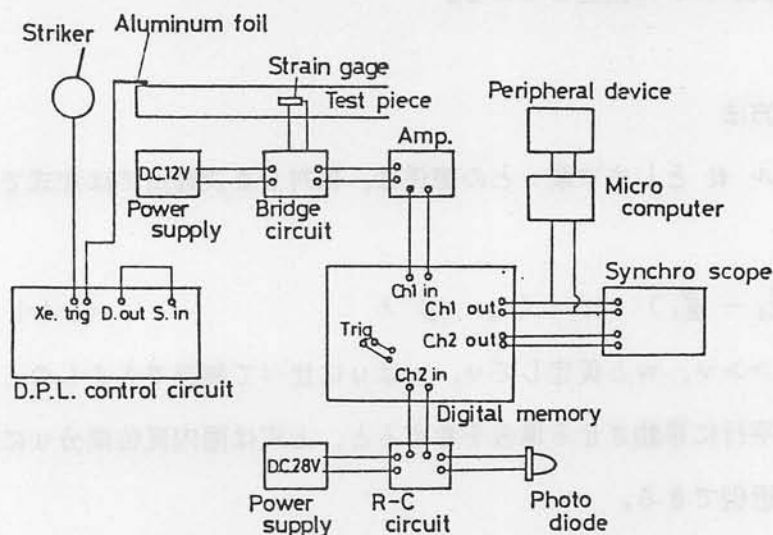 Striker
Aluminum foil
Strain gage
Test piece
Peripheral device
Amp.
D.C.12V
Power
supply
Bridge
circuit
Micro
computer
Synchro scope
Xe. trig D.out S. in
D.P.L. control circuit
Ch1 in
Ch1 out
Trig
Ch2 out
Ch2 in
Digital memory
D.C.28V
Power
supply
R-C
circuit
Photo
diode